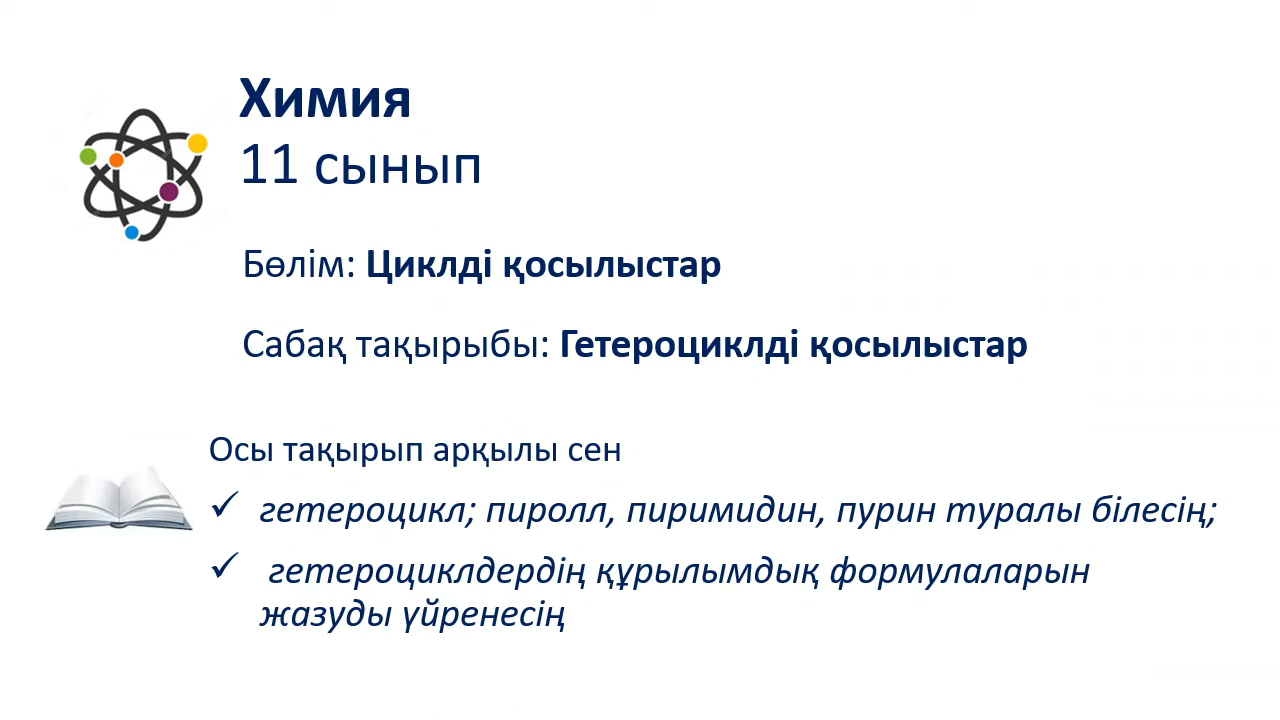 Химия
11 сынып
Бөлім: Циклді қосылыстар
Сабақ тақырыбы: Гетероциклді қосылыстар
Осы тақырып арқылы сен
✓ гетероцикл; пиролл, пиримидин, пурин туралы білесің;
✓ гетероциклдердің құрылымдық формулаларын
жазуды үйренесің